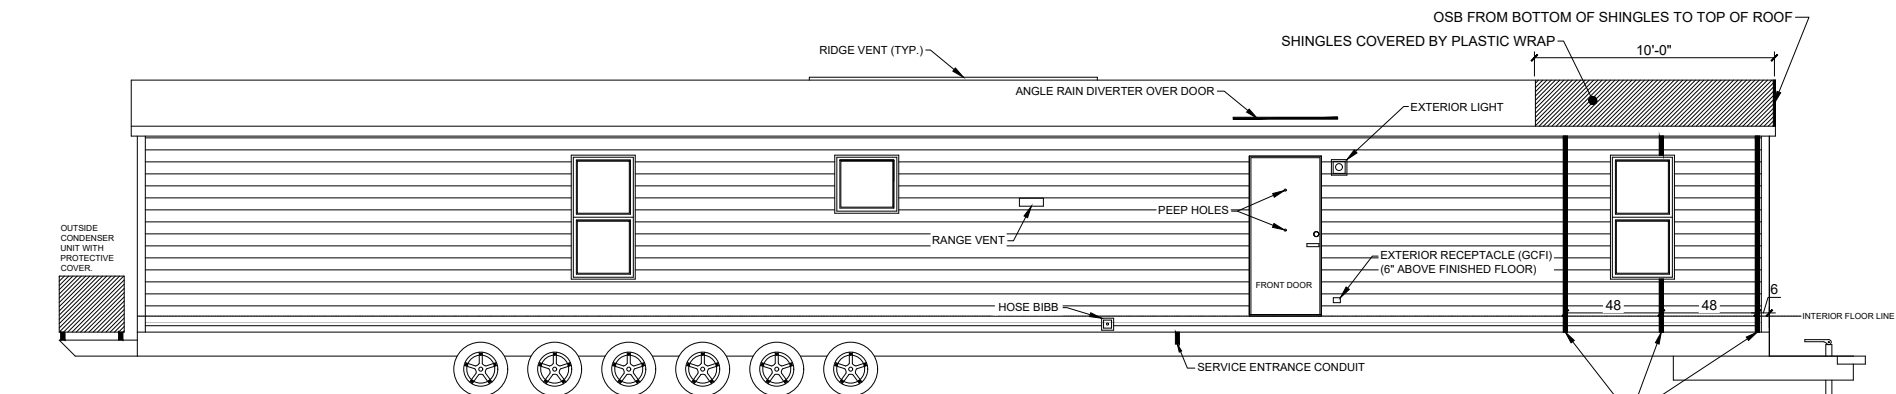 OSB FROM BOTTOM OF SHINGLES TO TOP OF ROOF
SHINGLES COVERED BY PLASTIC WRAP
10'-0"
RIDGE VENT (TYP.)
ANGLE RAIN DIVERTER OVER DOOR
EXTERIOR LIGHT
PEEP HOLES
RANGE VENT
OUTSIDE
CONDENSER
UNIT WITH
PROTECTIVE
COVER.
EXTERIOR RECEPTACLE (GCFI)
(6" ABOVE FINISHED FLOOR)
FRONT DOOR
6
HOSE BIBB
48
48
INTERIOR FLOOR LINE
SERVICE ENTRANCE CONDUIT